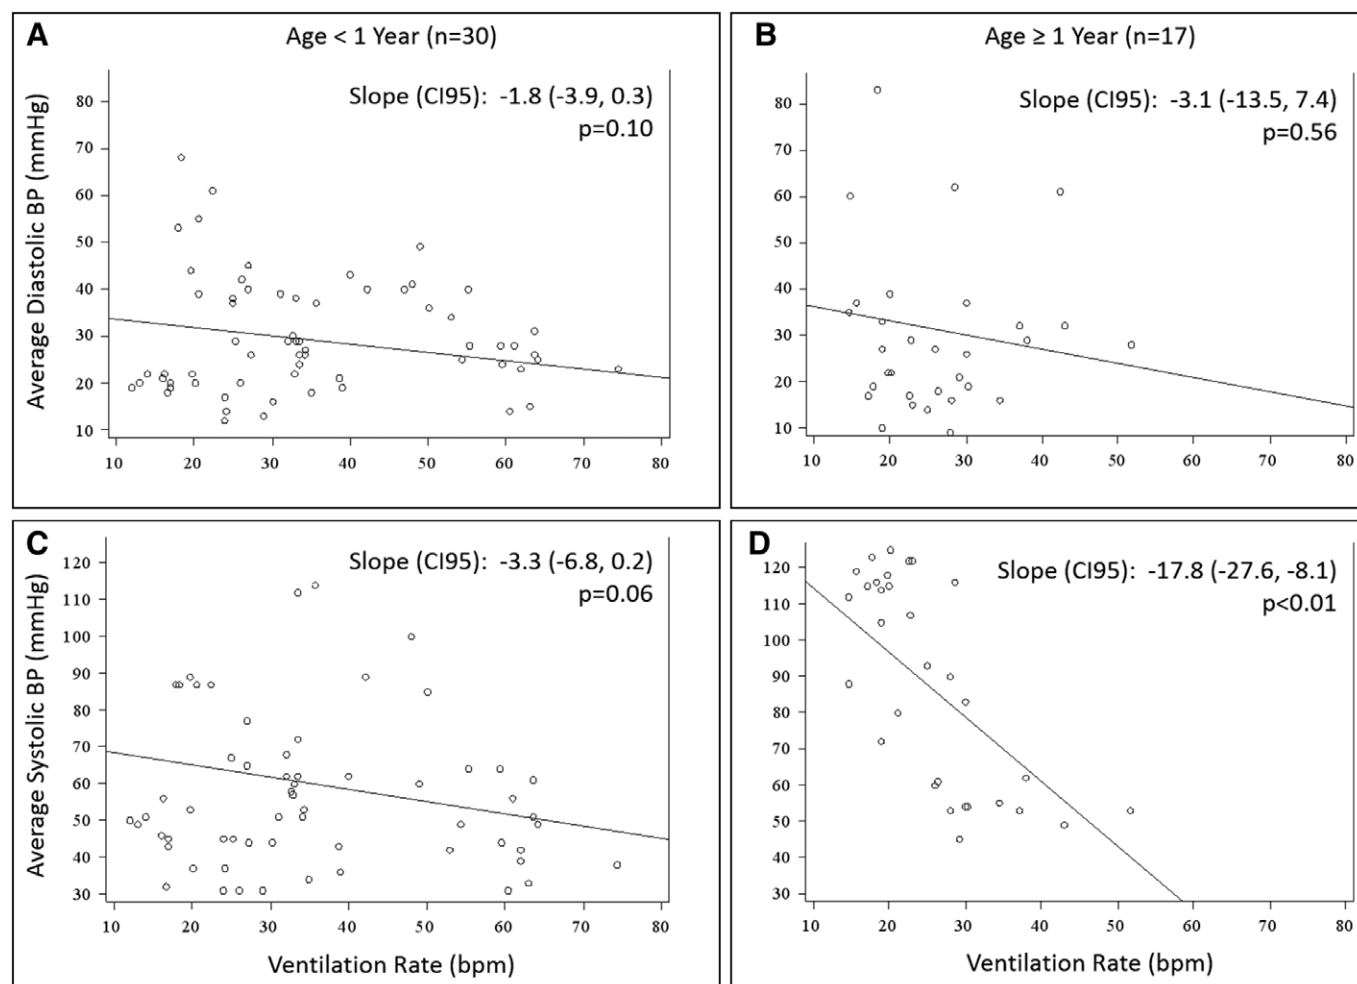 A
Age < 1 Year (n=30)
Slope (CI95): -1.8 (-3.9, 0.3)
p=0.10
Average Diastolic BP (mmHg)
80
70
60
50
40
30
20
10
10 20 30 40 50 60 70 80
B
Age ≥ 1 Year (n=17)
Slope (CI95): -3.1 (-13.5, 7.4)
p=0.56
80
70
60
50
40
30
20
10
10 20 30 40 50 60 70 80
C
Slope (CI95): -3.3 (-6.8, 0.2)
p=0.06
Average Systolic BP (mmHg)
120
110
100
90
80
70
60
50
40
30
10 20 30 40 50 60 70 80
Ventilation Rate (bpm)
D
Slope (CI95): -17.8 (-27.6, -8.1)
p<0.01
120
110
100
90
80
70
60
50
40
30
10 20 30 40 50 60 70 80
Ventilation Rate (bpm)